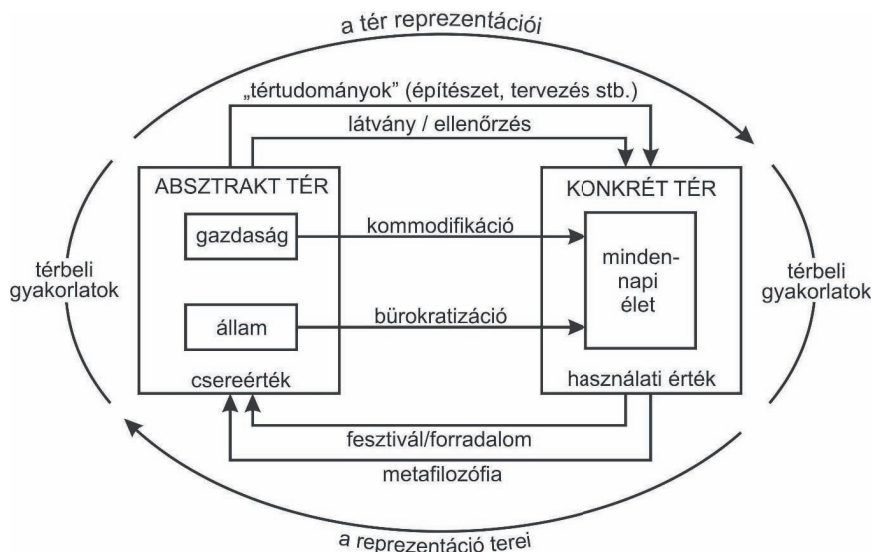 a tér reprezentációi
„tértudományok” (építészet, tervezés stb.)
látvány / ellenőrzés
ABSZTRAKT TÉR
KONKRÉT TÉR
gazdaság
kommodifikáció
minden-
napi
élet
térbeli
gyakorlatok
térbeli
gyakorlatok
állam
bürokratizáció
csereérték
használati érték
fesztivál/forradalom
metafilozófia
a reprezentáció terei